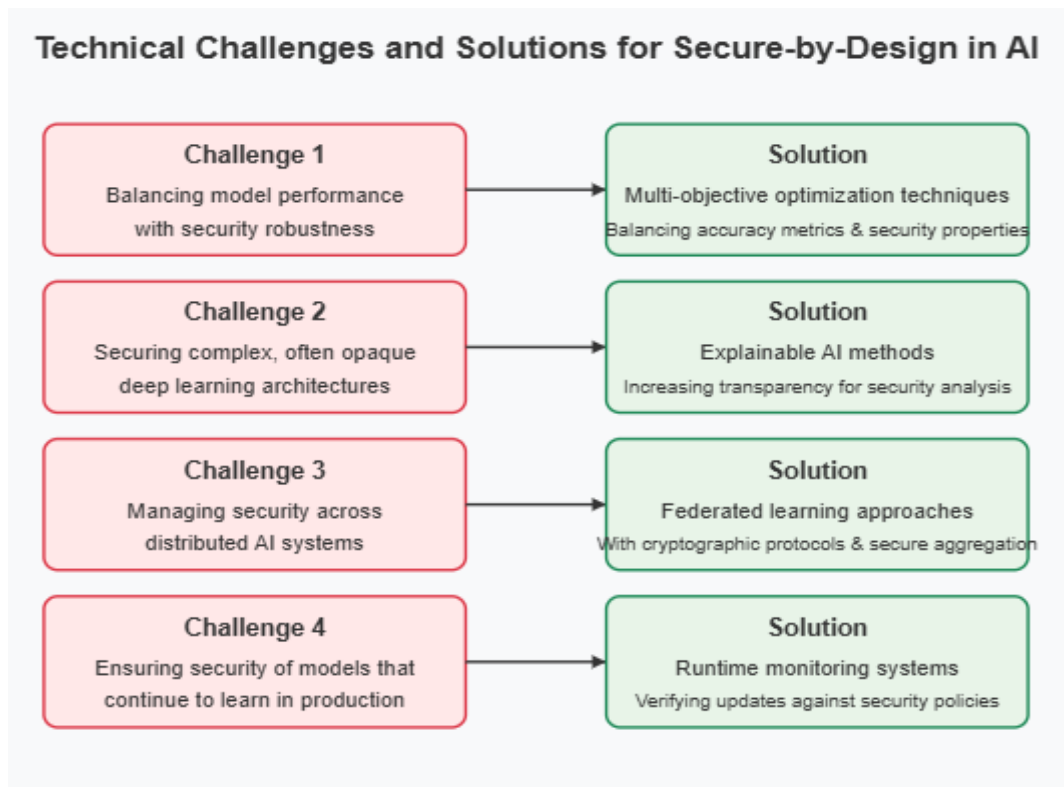 Technical Challenges and Solutions for Secure-by-Design in AI
Challenge 1
Balancing model performance
with security robustness
Solution
Multi-objective optimization techniques
Balancing accuracy metrics & security properties
Challenge 2
Securing complex, often opaque
deep learning architectures
Solution
Explainable AI methods
Increasing transparency for security analysis
Challenge 3
Managing security across
distributed AI systems
Solution
Federated learning approaches
With cryptographic protocols & secure aggregation
Challenge 4
Ensuring security of models that
continue to learn in production
Solution
Runtime monitoring systems
Verifying updates against security policies